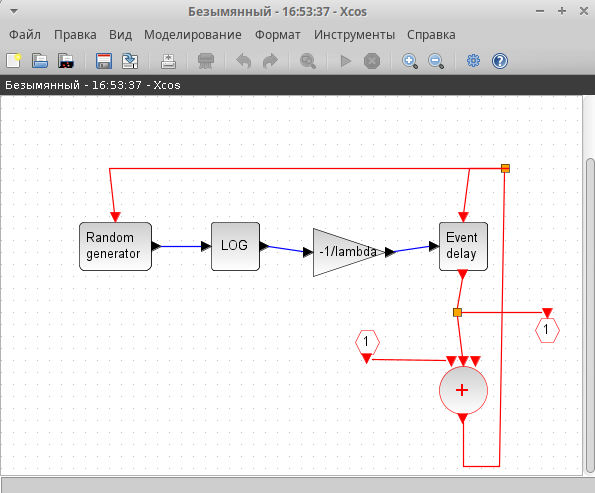 Безымянный - 16:53:37 - Xcos
Файл Правка Вид Моделирование Формат Инструменты Справка
Безымянный - 16:53:37 - Xcos
Random
generator
LOG
-1/lambda
Event
delay
1
1
+